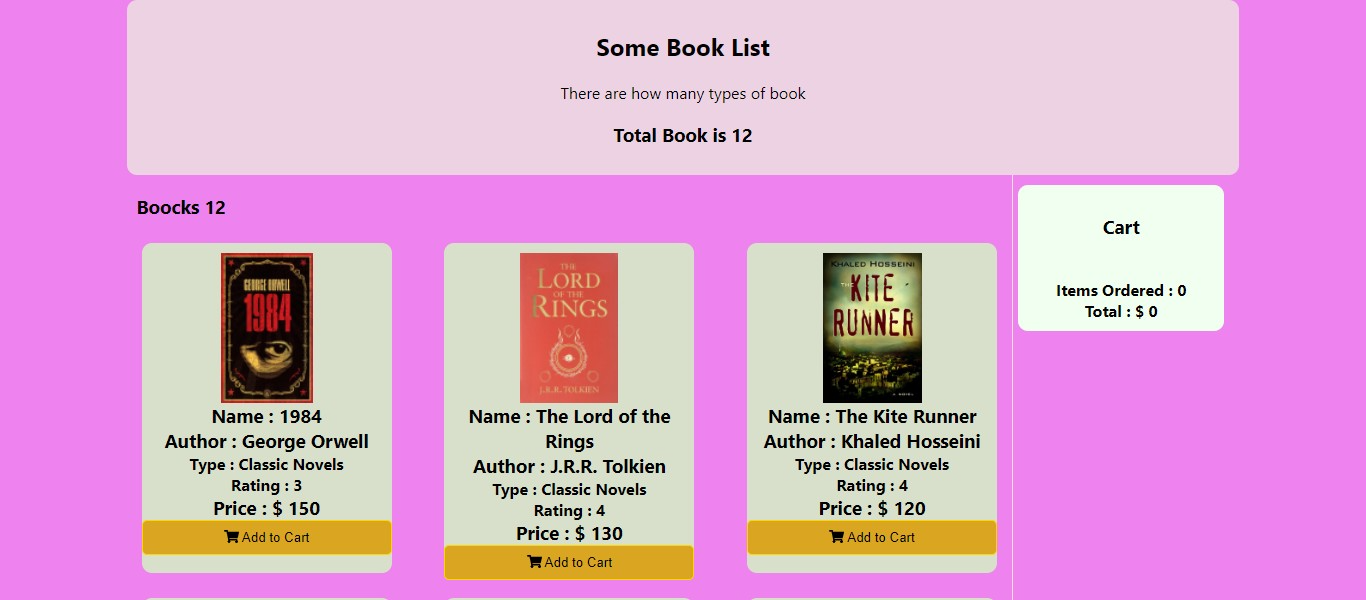 Some Book List
There are how many types of book
Total Book is 12
Boocks 12
GEORGE ORWELL
1984
Name : 1984
Author : George Orwell
Type : Classic Novels
Rating : 3
Price : $ 150
Add to Cart
THE
LORD
OF THE
RINGS
J.R.R. TOLKIEN
Name : The Lord of the
Rings
Author : J.R.R. Tolkien
Type : Classic Novels
Rating : 4
Price : $ 130
Add to Cart
KHALED HOSSEINI
THE KITE
RUNNER
A NOVEL
Name : The Kite Runner
Author : Khaled Hosseini
Type : Classic Novels
Rating : 4
Price : $ 120
Add to Cart
Cart
Items Ordered : 0
Total : $ 0